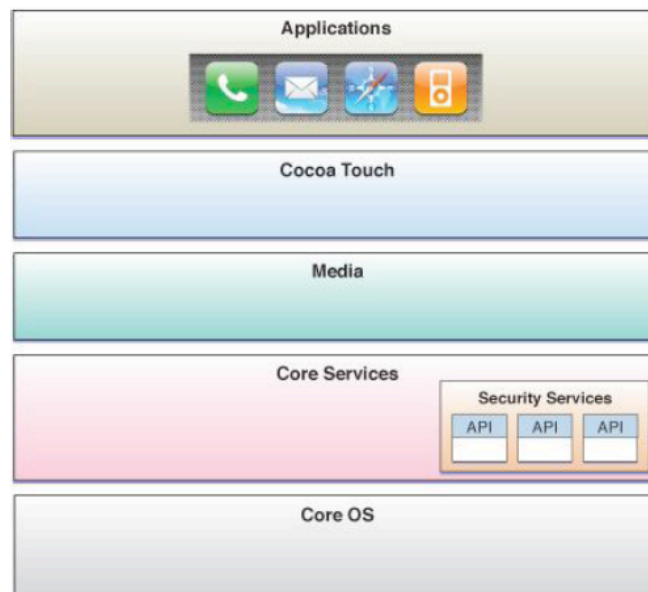 Applications
Cocoa Touch
Media
Core Services
Security Services
API API API
Core OS